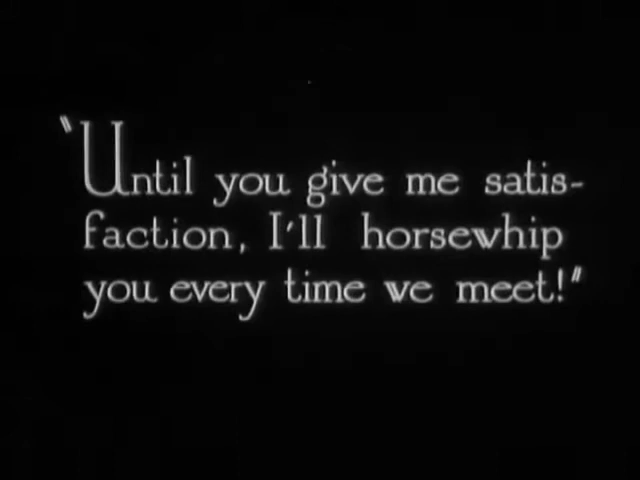 "Until you give me satis-
faction, I'll horsewhip
you every time we meet!"